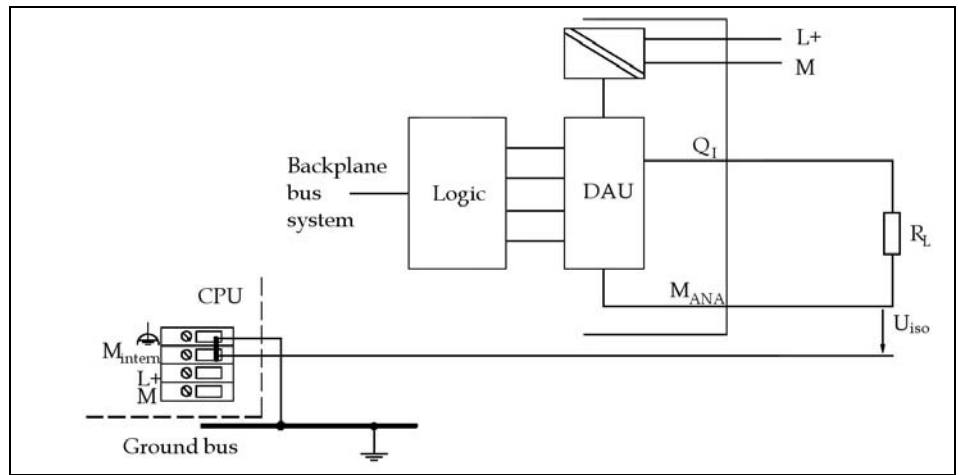 L+
M
Q_I
Backplane
bus
system
Logic
DAU
R_L
M_ANA
CPU
U_iso
M_intern
L+
M
Ground bus